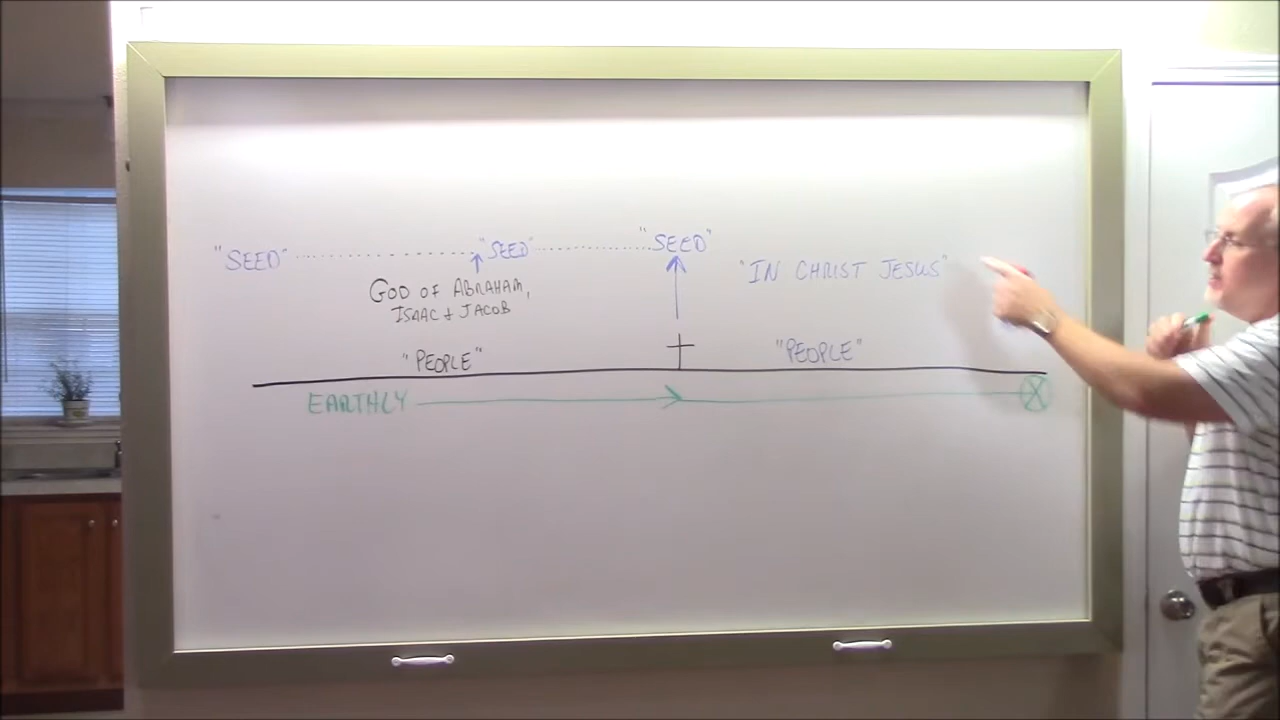 "SEED" "SEED" "SEED"
"IN CHRIST JESUS"
GOD OF ABRAHAM,
ISAAC & JACOB
"PEOPLE" "PEOPLE"
EARTHLY